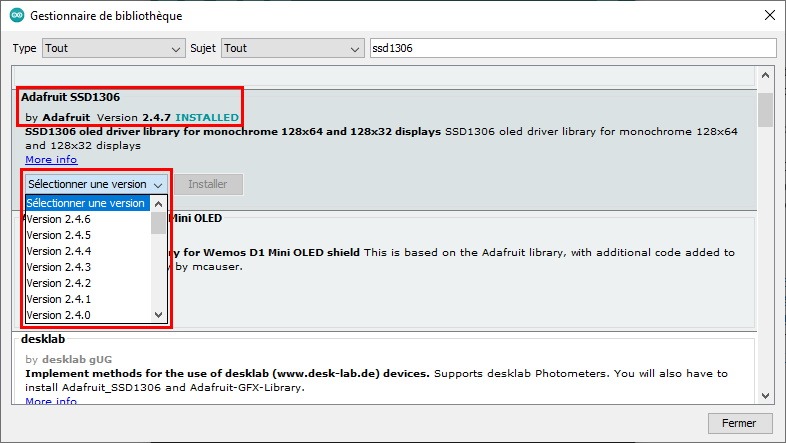 Gestionnaire de bibliothèque
Type Tout Sujet Tout ssd1306
Adafruit SSD1306
by Adafruit Version 2.4.7 INSTALLED
SSD1306 oled driver library for monochrome 128x64 and 128x32 displays SSD1306 oled driver library for monochrome 128x64
and 128x32 displays
More info
Sélectionner une version Installer
Sélectionner une version
Version 2.4.6
Mini OLED
Version 2.4.5
Version 2.4.4
ry for Wemos D1 Mini OLED shield This is based on the Adafruit library, with additional code added to
Version 2.4.3
y by mcauser.
Version 2.4.2
Version 2.4.1
Version 2.4.0
desklab
by desklab gUG
Implement methods for the use of desklab (www.desk-lab.de) devices. Supports desklab Photometers. You will also have to
install Adafruit_SSD1306 and Adafruit-GFX-Library.
More info
Fermer